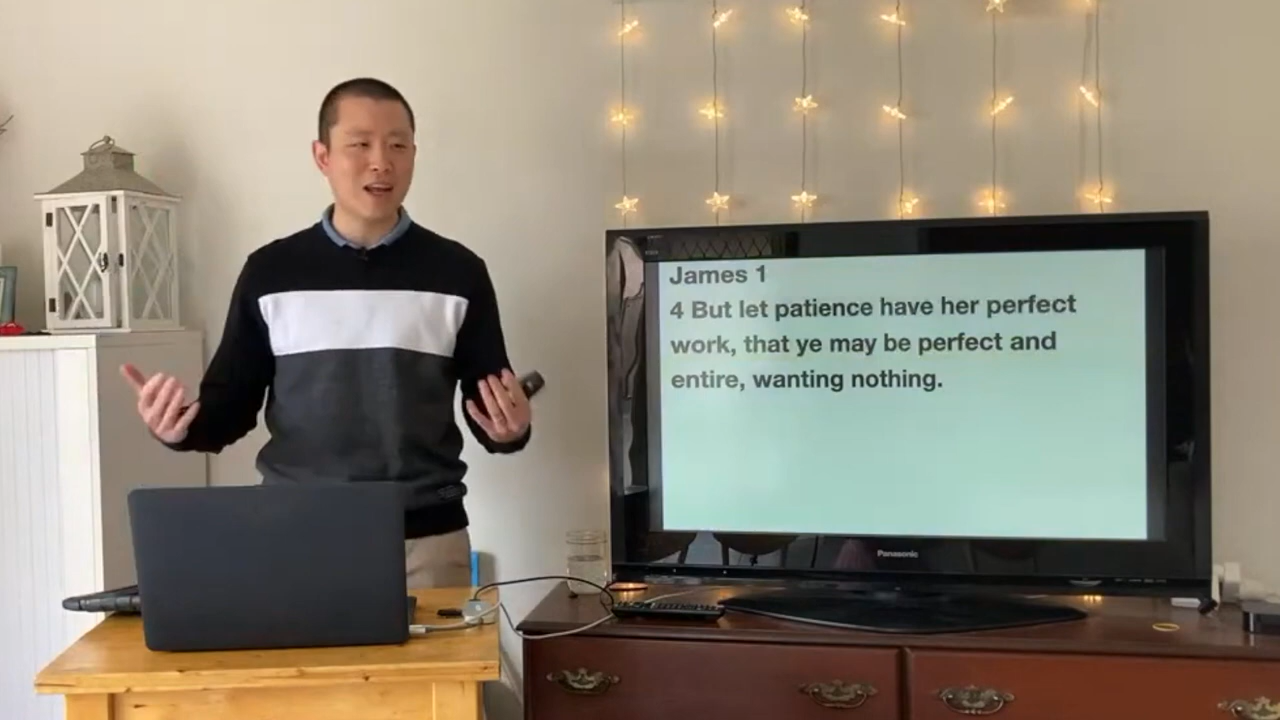 James 1
4 But let patience have her perfect
work, that ye may be perfect and
entire, wanting nothing.
Panasonic